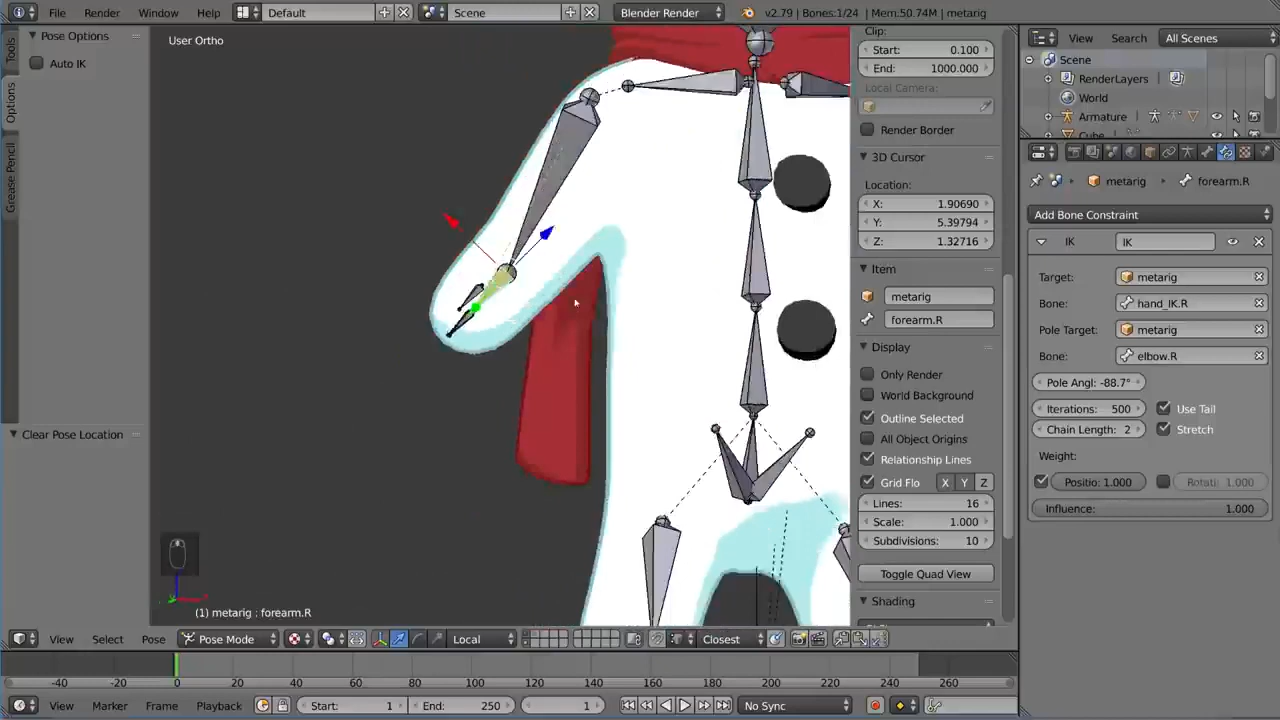 File Render Window Help Default Scene Blender Render v2.79 | Bones:1/24 | Mem:50.74M | metarig
Tools
Options
Grease Pencil
Pose Options
Auto IK
Clear Pose Location
User Ortho
(1) metarig : forearm.R
Clip:
Start: 0.100
End: 1000.000
Local Camera:
Render Border
3D Cursor
Location:
X: 1.90690
Y: 5.39794
Z: 1.32716
Item
metarig
forearm.R
Display
Only Render
World Background
Outline Selected
All Object Origins
Relationship Lines
Grid Flo X Y Z
Lines: 16
Scale: 1.000
Subdivisions: 10
Toggle Quad View
Shading
View Search All Scenes
Scene
RenderLayers
World
Armature
metarig forearm.R
Add Bone Constraint
IK IK
Target: metarig
Bone: hand_IK.R
Pole Target: metarig
Bone: elbow.R
Pole Angl: -88.7°
Iterations: 500 Use Tail
Chain Length: 2 Stretch
Weight:
Positio: 1.000 Rotati: 1.000
Influence: 1.000
View Select Pose Pose Mode Local Closest
-40 -20 0 20 40 60 80 100 120 140 160 180 200 220 240 260
View Marker Frame Playback Start: 1 End: 250 1 No Sync